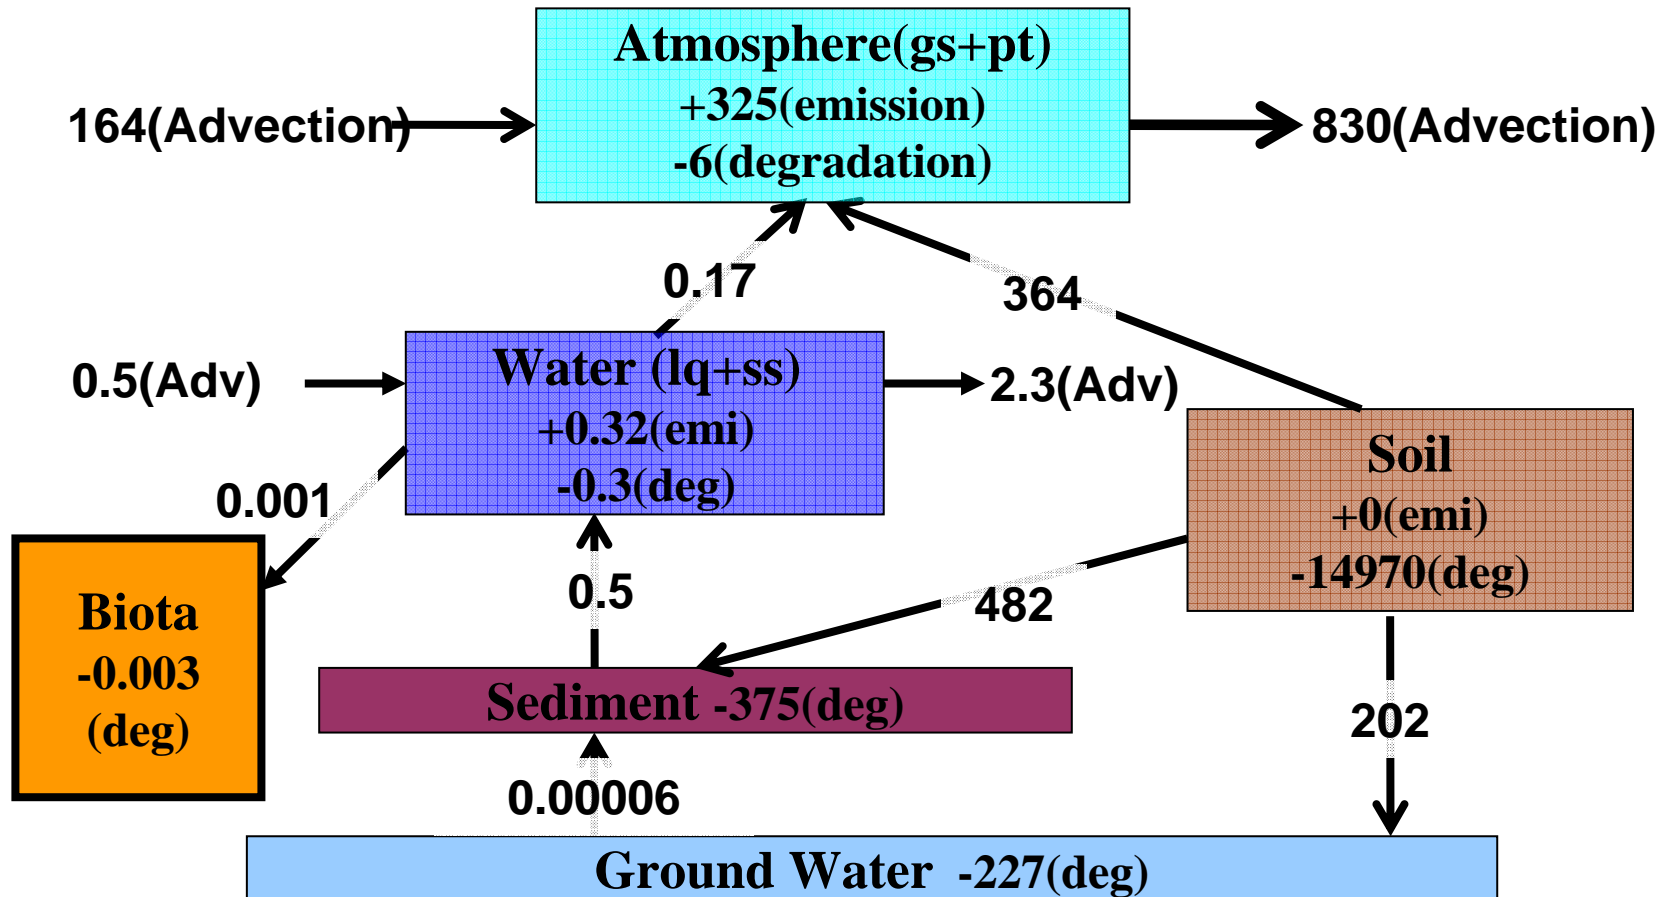 Atmosphere(gs+pt)
+325(emission)
-6(degradation)
164(Advection)
830(Advection)
0.17
364
0.5(Adv)
Water (lq+ss)
+0.32(emi)
-0.3(deg)
2.3(Adv)
Soil
+0(emi)
-14970(deg)
0.001
0.5
482
Biota
-0.003
(deg)
Sediment -375(deg)
202
0.00006
Ground Water -227(deg)